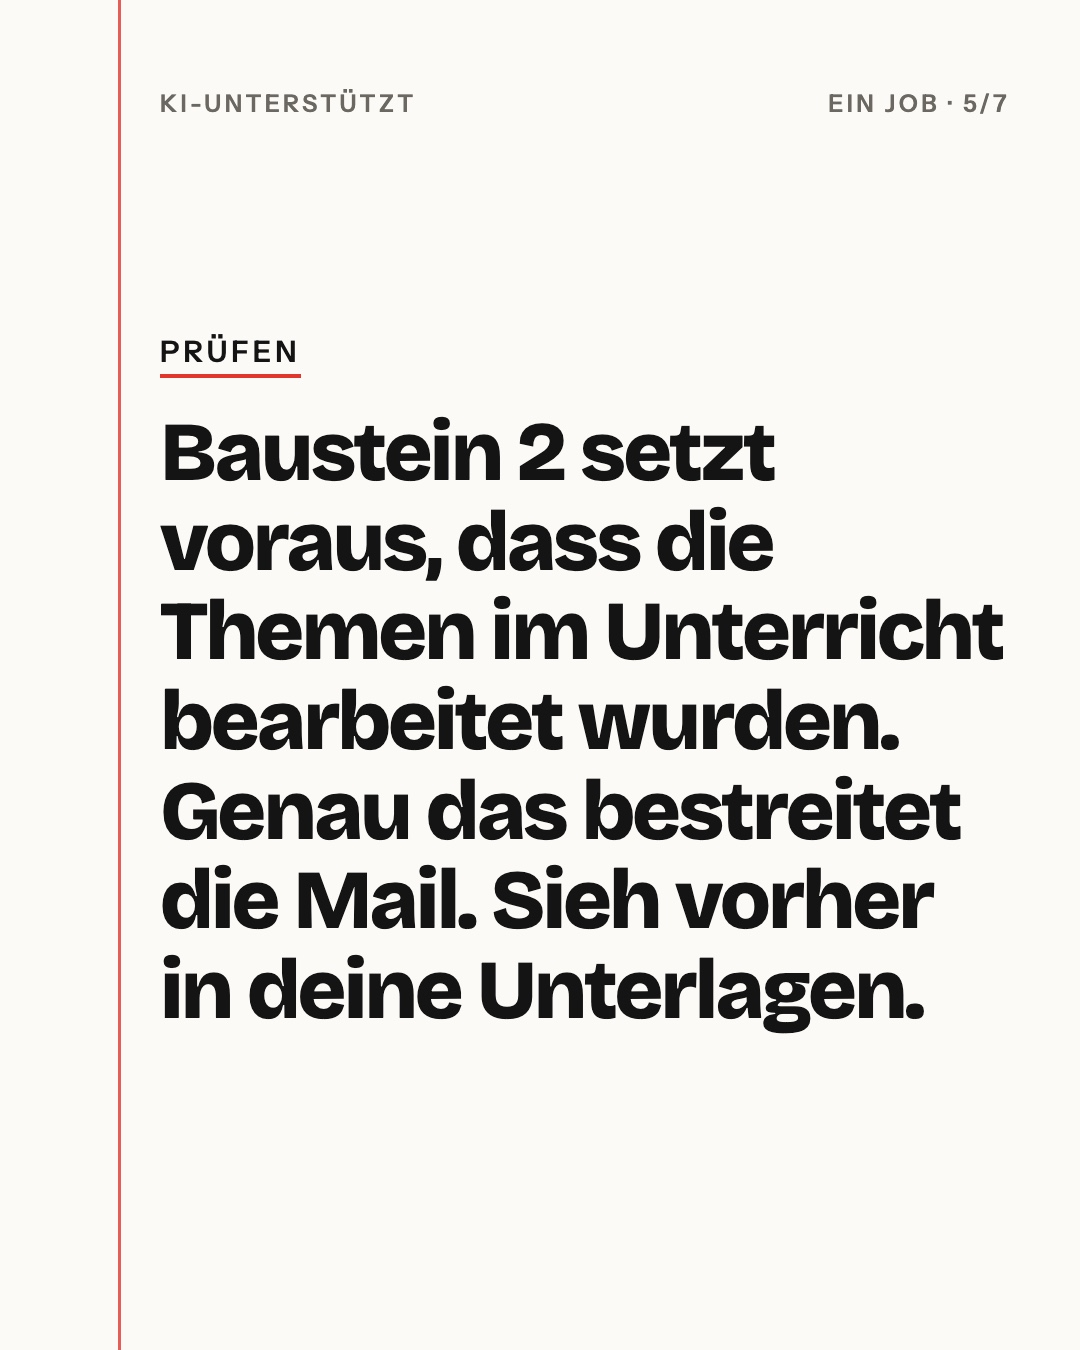 KI-UNTERSTÜTZT
EIN JOB · 5/7
PRÜFEN
Baustein 2 setzt
voraus, dass die
Themen im Unterricht
bearbeitet wurden.
Genau das bestreitet
die Mail. Sieh vorher
in deine Unterlagen.